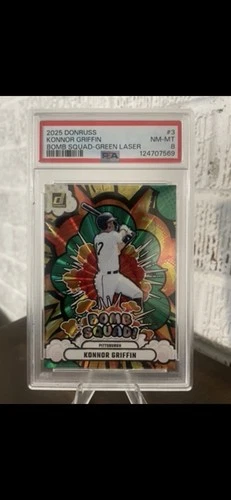 2025 DONRUSS #3
KONNOR GRIFFIN NM-MT
BOMB SQUAD-GREEN LASER 8
PSA 124707569
BOMB
SQUAD!
PITTSBURGH
KONNOR GRIFFIN